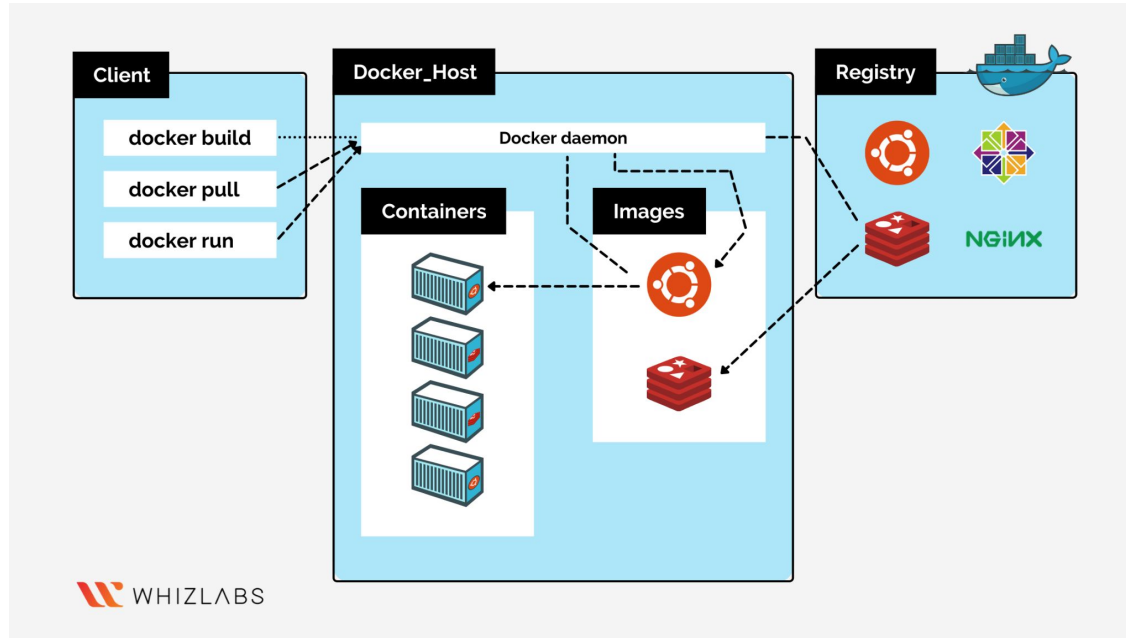 Client
docker build
docker pull
docker run
Docker_Host
Docker daemon
Containers
Images
Registry
NGiNX
WHIZLABS